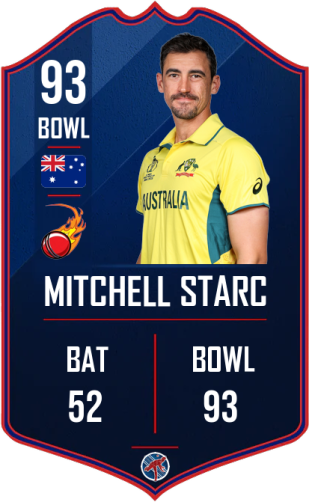 93
BOWL
AUSTRALIA
MITCHELL STARC
BAT
BOWL
52
93